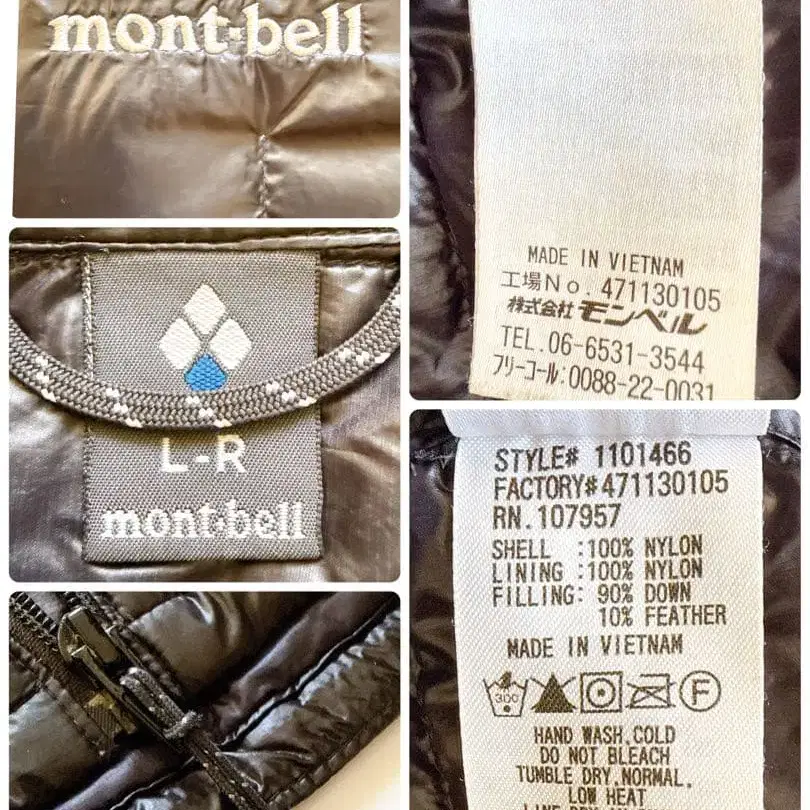 mont-bell
L-R
mont-bell
MADE IN VIETNAM
工場No. 471130105
株式会社 モンベル
TEL.06-6531-3544
フリーコール:0088-22-0031
STYLE# 1101466
FACTORY#471130105
RN.107957
SHELL :100% NYLON
LINING :100% NYLON
FILLING: 90% DOWN
10% FEATHER
MADE IN VIETNAM
30C
F
HAND WASH,COLD
DO NOT BLEACH
TUMBLE DRY,NORMAL,
LOW HEAT